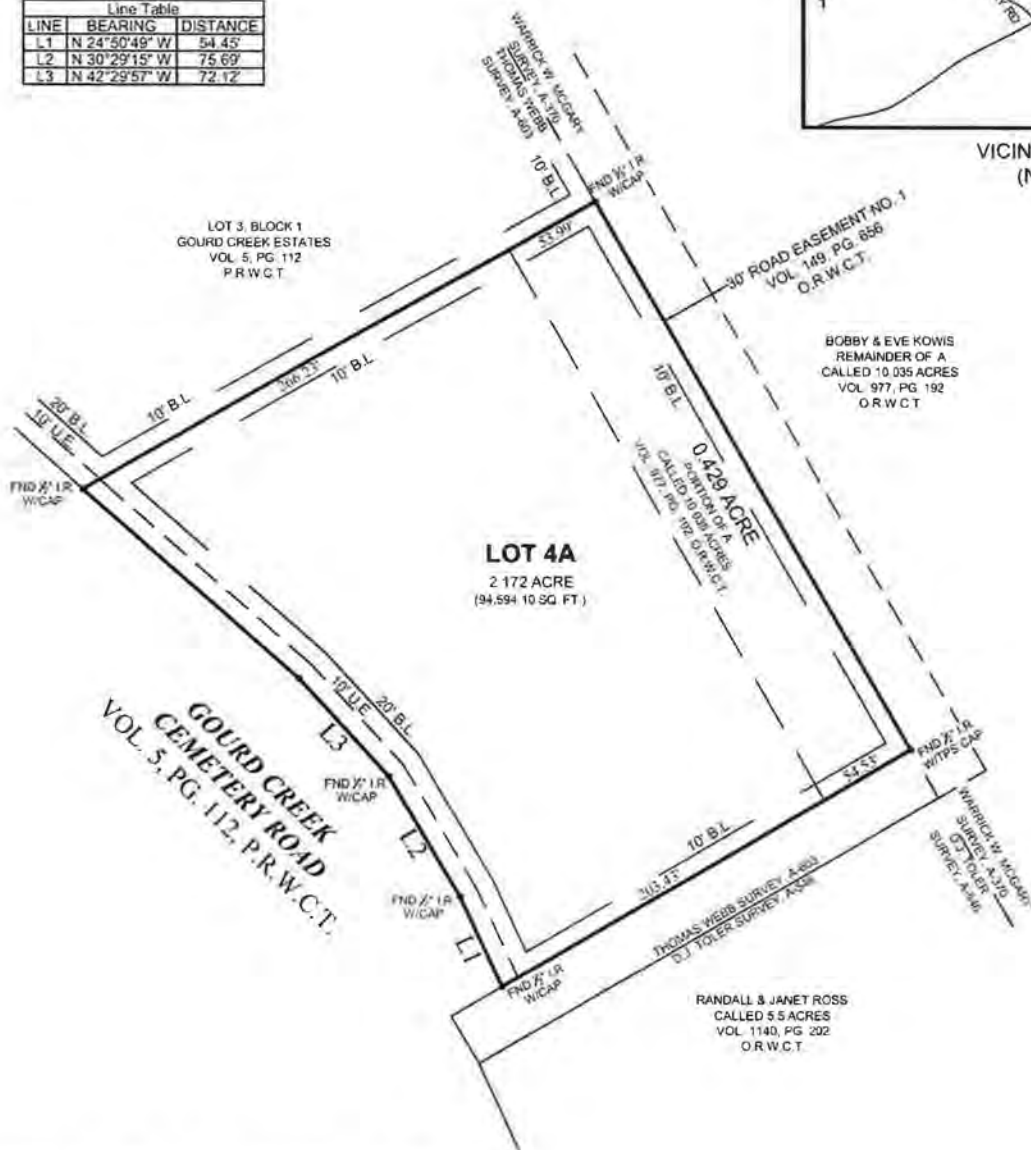 Line Table
LINE BEARING DISTANCE
L1 N 24°50'49" W 54.45'
L2 N 30°29'15" W 75.69'
L3 N 42°29'57" W 72.12'
VICIN
(N
1
WARRICK W. MCGARY
SURVEY, A-370
THOMAS WEBB
SURVEY, A-603
10' B.L.
FND ½" I.R.
W/CAP
LOT 3, BLOCK 1
GOURD CREEK ESTATES
VOL. 5, PG. 112
P.R.W.C.T.
53.99'
30' ROAD EASEMENT NO. 1
VOL. 149, PG. 656
O.R.W.C.T.
BOBBY & EVE KOWIS
REMAINDER OF A
CALLED 10.035 ACRES
VOL. 977, PG. 192
O.R.W.C.T.
266.23'
10' B.L.
10' B.L.
20' B.L.
10' U.E.
FND ½" I.R.
W/CAP
10' B.L.
0.429 ACRE
PORTION OF A
CALLED 10.035 ACRES
VOL. 977, PG. 192, O.R.W.C.T.
LOT 4A
2.172 ACRE
(94,594.10 SQ. FT.)
10' U.E.
20' B.L.
L3
FND ½" I.R.
W/CAP
L2
FND ½" I.R.
W/CAP
L1
FND ½" I.R.
W/CAP
GOURD CREEK
CEMETERY ROAD
VOL. 5, PG. 112, P.R.W.C.T.
54.53'
FND ½" I.R.
W/TPS CAP
10' B.L.
203.43'
THOMAS WEBB SURVEY, A-603
D.J. TOLER SURVEY,
WARRICK W. MCGARY
SURVEY, A-370
D.J. TOLER
SURVEY,
RANDALL & JANET ROSS
CALLED 5.5 ACRES
VOL. 1140, PG. 202
O.R.W.C.T.